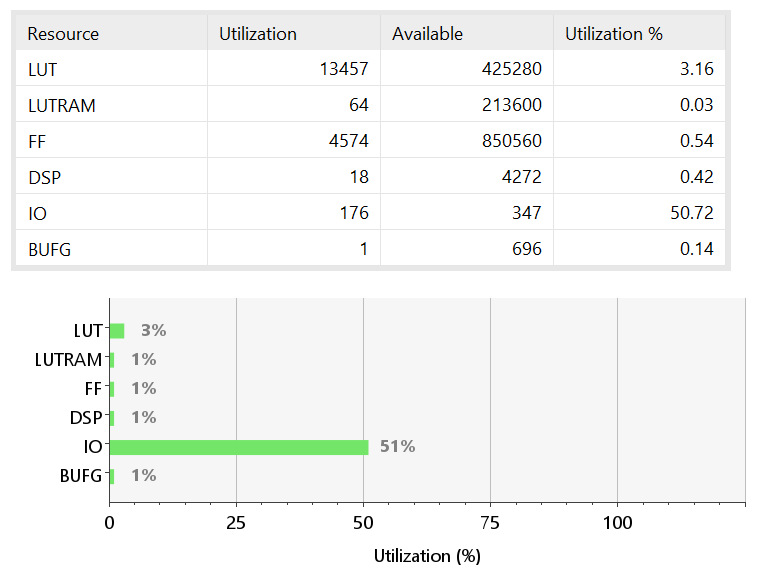 Resource Utilization Available Utilization %
LUT 13457 425280 3.16
LUTRAM 64 213600 0.03
FF 4574 850560 0.54
DSP 18 4272 0.42
IO 176 347 50.72
BUFG 1 696 0.14
LUT 3%
LUTRAM 1%
FF 1%
DSP 1%
IO 51%
BUFG 1%
0 25 50 75 100
Utilization (%)